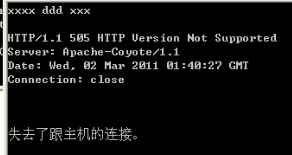 xxxx ddd xxx
HTTP/1.1 505 HTTP Version Not Supported
Server: Apache-Coyote/1.1
Date: Wed, 02 Mar 2011 01:40:27 GMT
Connection: close
失去了跟主机的连接。